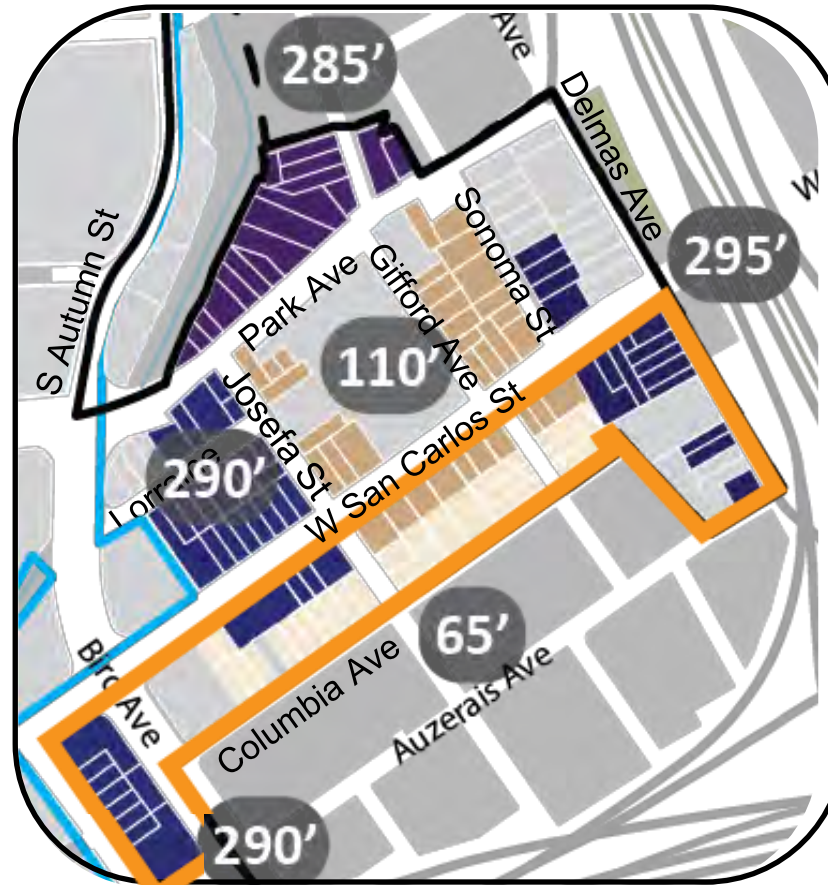 Ave
285’
Delmas Ave
295’
S Autumn St
Sonoma St
Gifford Ave
Park Ave
110’
Josefa St
290’
W San Carlos St
65’
Columbia Ave
Auzerais Ave
290’